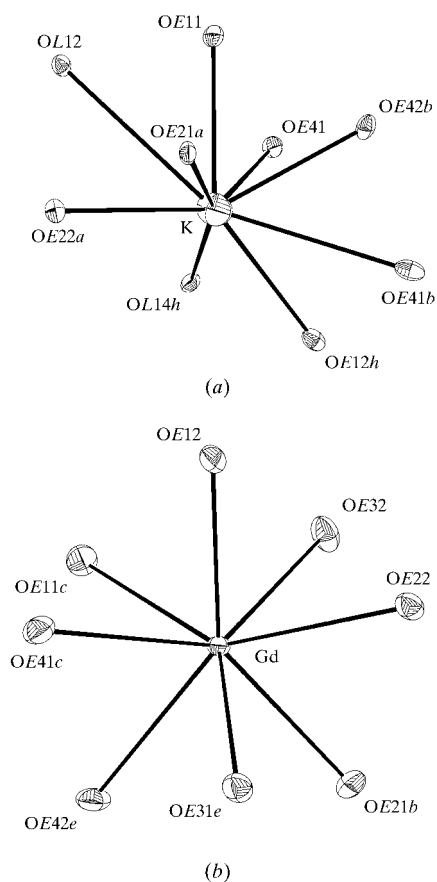 OE11
OL12
OE42b
OE21a
OE41
K
OE22a
OE41b
OL14h
OE12h
(a)
OE12
OE32
OE11c
OE22
OE41c
Gd
OE42e
OE31e
OE21b
(b)